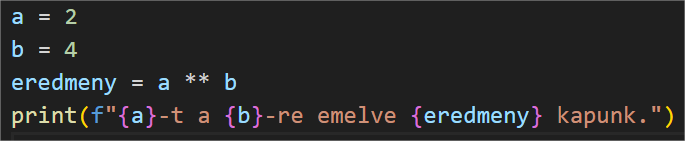 a = 2
b = 4
eredmeny = a ** b
print(f"{a}-t a {b}-re emelve {eredmeny} kapunk.")